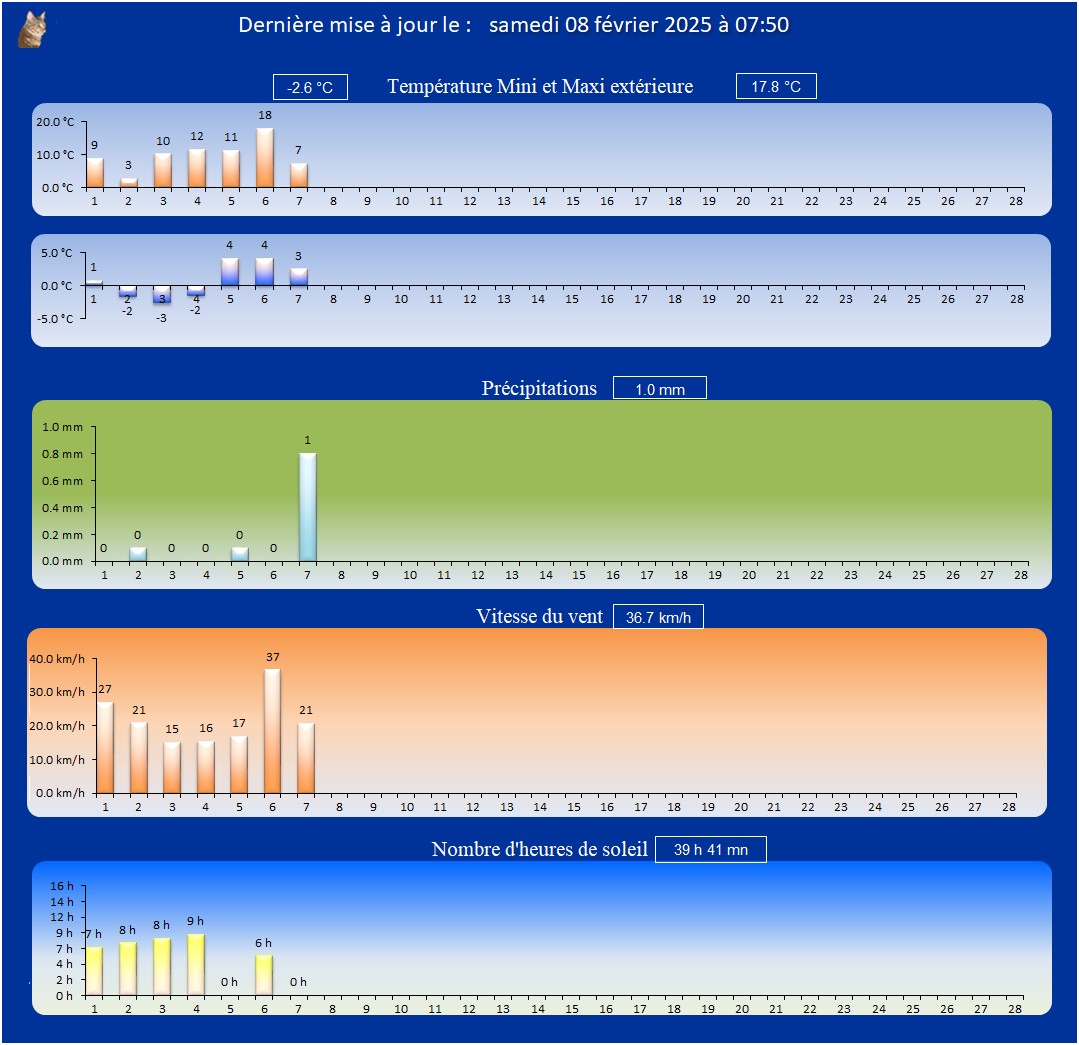 Dernière mise à jour le : samedi 08 février 2025 à 07:50
-2.6 °C Température Mini et Maxi extérieure 17.8 °C
18
20.0 °C
9 3 10 12 11 7
10.0 °C
0.0 °C
1 2 3 4 5 6 7 8 9 10 11 12 13 14 15 16 17 18 19 20 21 22 23 24 25 26 27 28
4 4
5.0 °C
1 3
0.0 °C
1 2 3 4 5 6 7 8 9 10 11 12 13 14 15 16 17 18 19 20 21 22 23 24 25 26 27 28
-2 -3 -2
-5.0 °C
Précipitations 1.0 mm
1.0 mm
1
0.8 mm
0.6 mm
0.4 mm
0.2 mm
0 0 0 0 0 0
0.0 mm
1 2 3 4 5 6 7 8 9 10 11 12 13 14 15 16 17 18 19 20 21 22 23 24 25 26 27 28
Vitesse du vent 36.7 km/h
40.0 km/h
27 21 15 16 17 37 21
30.0 km/h
20.0 km/h
10.0 km/h
0.0 km/h
1 2 3 4 5 6 7 8 9 10 11 12 13 14 15 16 17 18 19 20 21 22 23 24 25 26 27 28
Nombre d'heures de soleil 39 h 41 mn
16 h
14 h
12 h
9 h
7 h 8 h 8 h 9 h 0 h 6 h 0 h
7 h
4 h
2 h
0 h
1 2 3 4 5 6 7 8 9 10 11 12 13 14 15 16 17 18 19 20 21 22 23 24 25 26 27 28